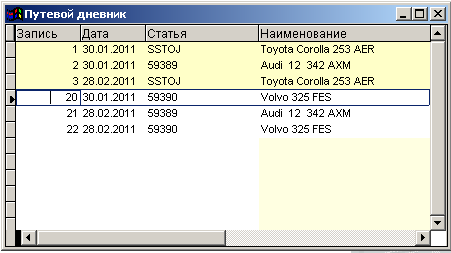 Путевой дневник
Запись Дата Статья Наименование
1 30.01.2011 SSTOJ Toyota Corolla 253 AER
2 30.01.2011 59389 Audi 12 342 AXM
3 28.02.2011 SSTOJ Toyota Corolla 253 AER
20 30.01.2011 59390 Volvo 325 FES
21 28.02.2011 59389 Audi 12 342 AXM
22 28.02.2011 59390 Volvo 325 FES